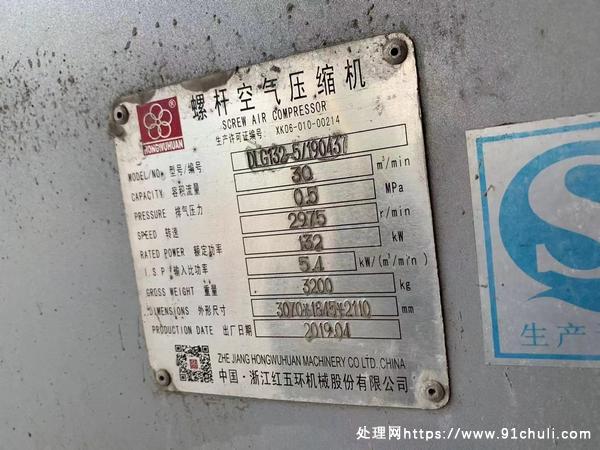 螺杆空气压缩机
SCREW AIR COMPRESSOR
生产许可证编号: XK06-010-00214
HONGWUHUAN
MODEL/NO. 型号/编号 DLG132-5/190437
CAPACITY 容积流量 30 m³/min
PRESSURE 排气压力 0.5 MPa
SPEED 转速 2975 r/min
RATED POWER 额定功率 132 kW
I.S.P 输入比功率 5.4 kW/(m³/min)
GROSS WEIGHT 重量 3200 kg
DIMENSIONS 外形尺寸 3070*1845*2110 mm
PRODUCTION DATE 出厂日期 2019.04
ZHE JIANG HONGWUHUAN MACHINERY CO LTD. CHINA
中国·浙江红五环机械股份有限公司
生产
处理网https://www.91chuli.com/